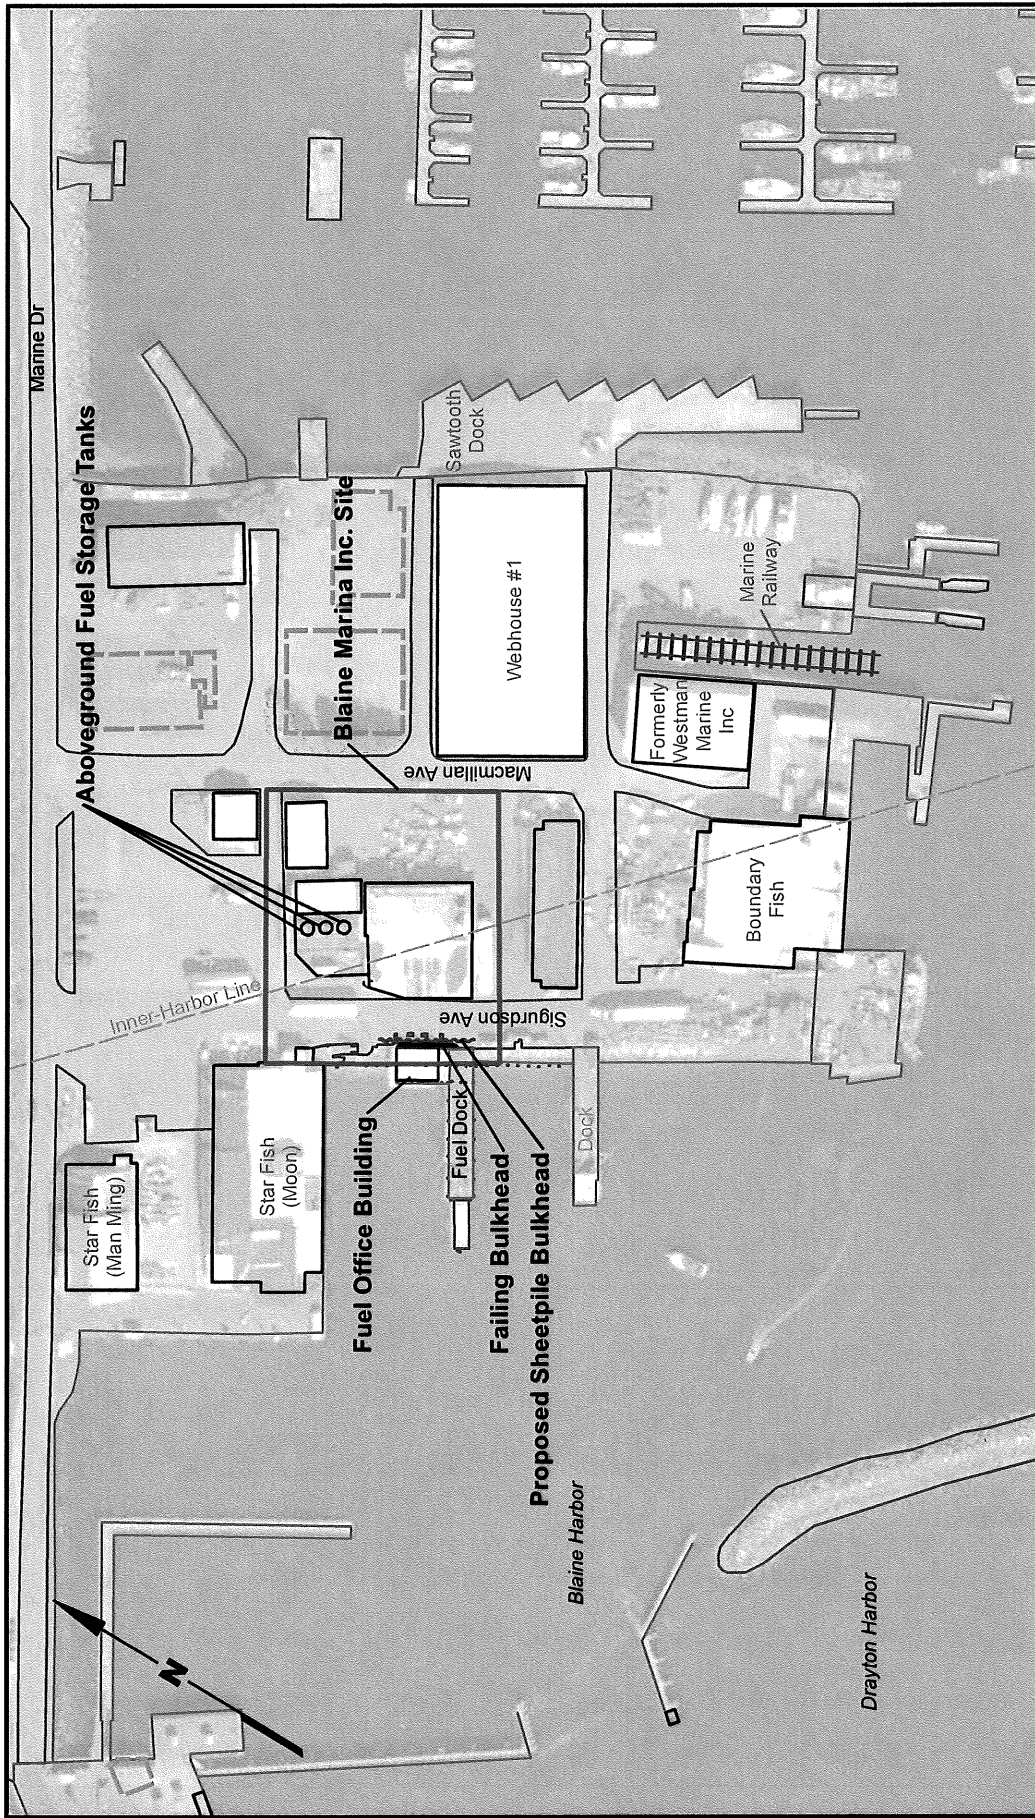 Marine Dr
Aboveground Fuel Storage Tanks
Blaine Marina Inc. Site
Sawtooth
Dock
Webhouse #1
Marine
Railway
Formerly
Westman
Marine
Inc
Macmillan Ave
Inner-Harbor Line
Boundary
Fish
Sigurdson Ave
Star Fish
(Man Ming)
Star Fish
(Moon)
Fuel Office Building
Fuel Dock
Failing Bulkhead
Dock
Proposed Sheetpile Bulkhead
Blaine Harbor
Drayton Harbor
N